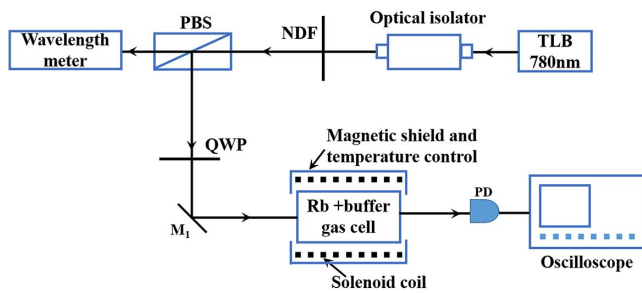 PBS
NDF
Optical isolator
Wavelength
meter
TLB
780nm
QWP
Magnetic shield and
temperature control
M1
Rb +buffer
gas cell
PD
Solenoid coil
Oscilloscope